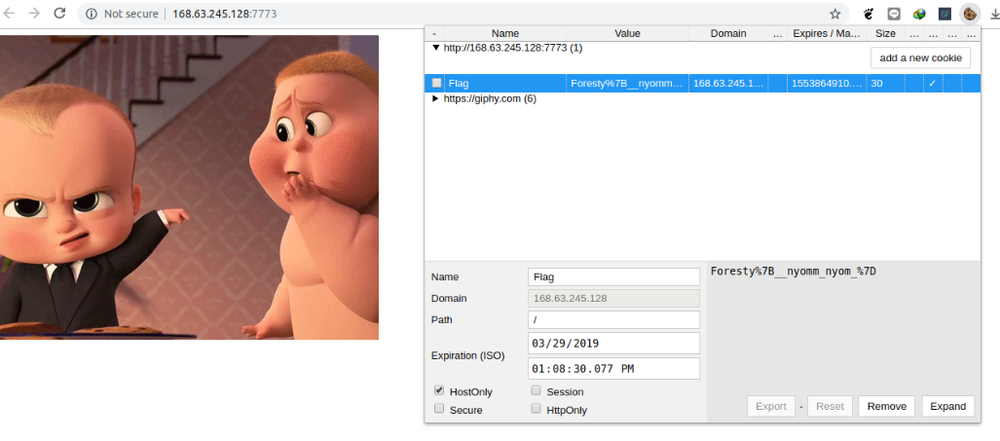 Not secure | 168.63.245.128:7773
- Name Value Domain ... Expires / Ma... Size ... ... ... ...
▼ http://168.63.245.128:7773 (1)
add a new cookie
Flag Foresty%7B__nyomm... 168.63.245.1... 1553864910.... 30 ✓
▶ https://giphy.com (6)
Name Flag
Domain 168.63.245.128
Path /
Expiration (ISO) 03/29/2019
01:08:30.077 PM
HostOnly Session
Secure HttpOnly
Foresty%7B__nyomm_nyom_%7D
Export - Reset Remove Expand